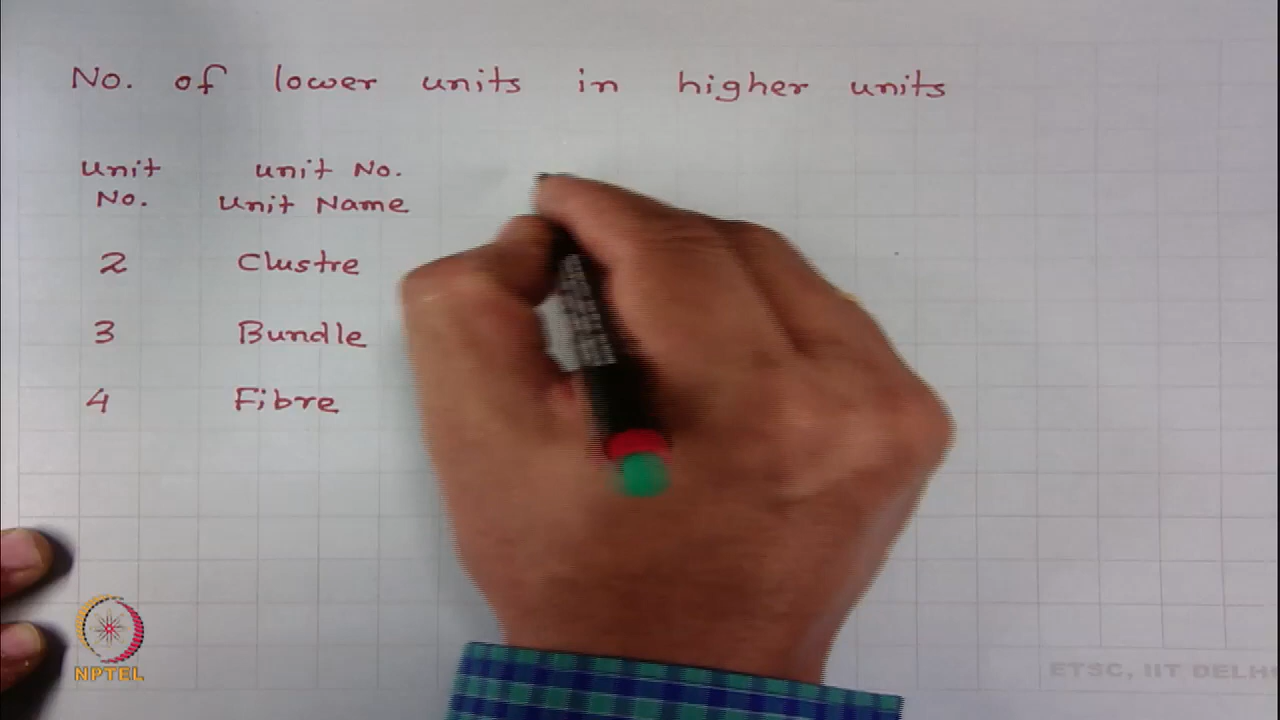 No. of lower units in higher units
Unit unit No.
No. Unit Name
2 Clustre
3 Bundle
4 Fibre
NPTEL
ETSC, IIT DELHI